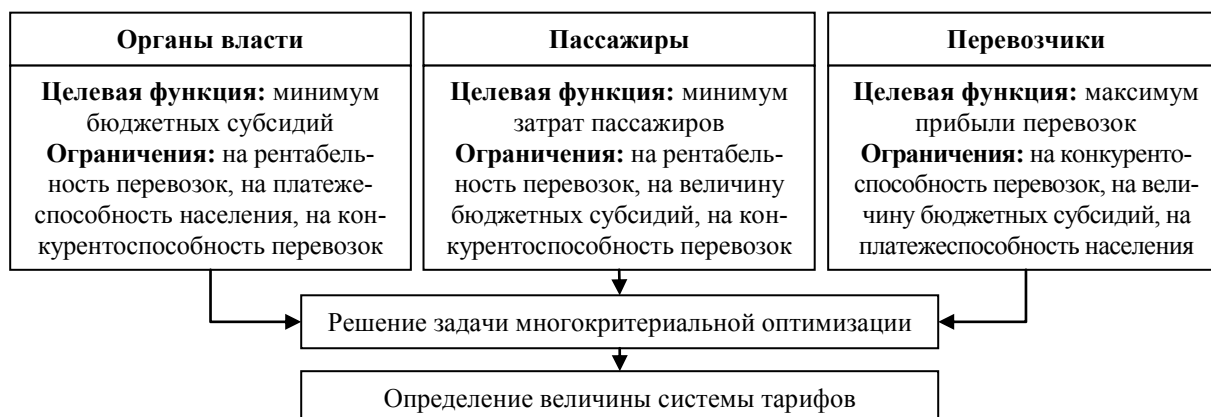 Органы власти
Целевая функция: минимум
бюджетных субсидий
Ограничения: на рентабель-
ность перевозок, на платеже-
способность населения, на кон-
курентоспособность перевозок
Пассажиры
Целевая функция: минимум
затрат пассажиров
Ограничения: на рентабель-
ность перевозок, на величину
бюджетных субсидий, на кон-
курентоспособность перевозок
Перевозчики
Целевая функция: максимум
прибыли перевозок
Ограничения: на конкуренто-
способность перевозок, на вели-
чину бюджетных субсидий, на
платежеспособность населения
Решение задачи многокритериальной оптимизации
Определение величины системы тарифов